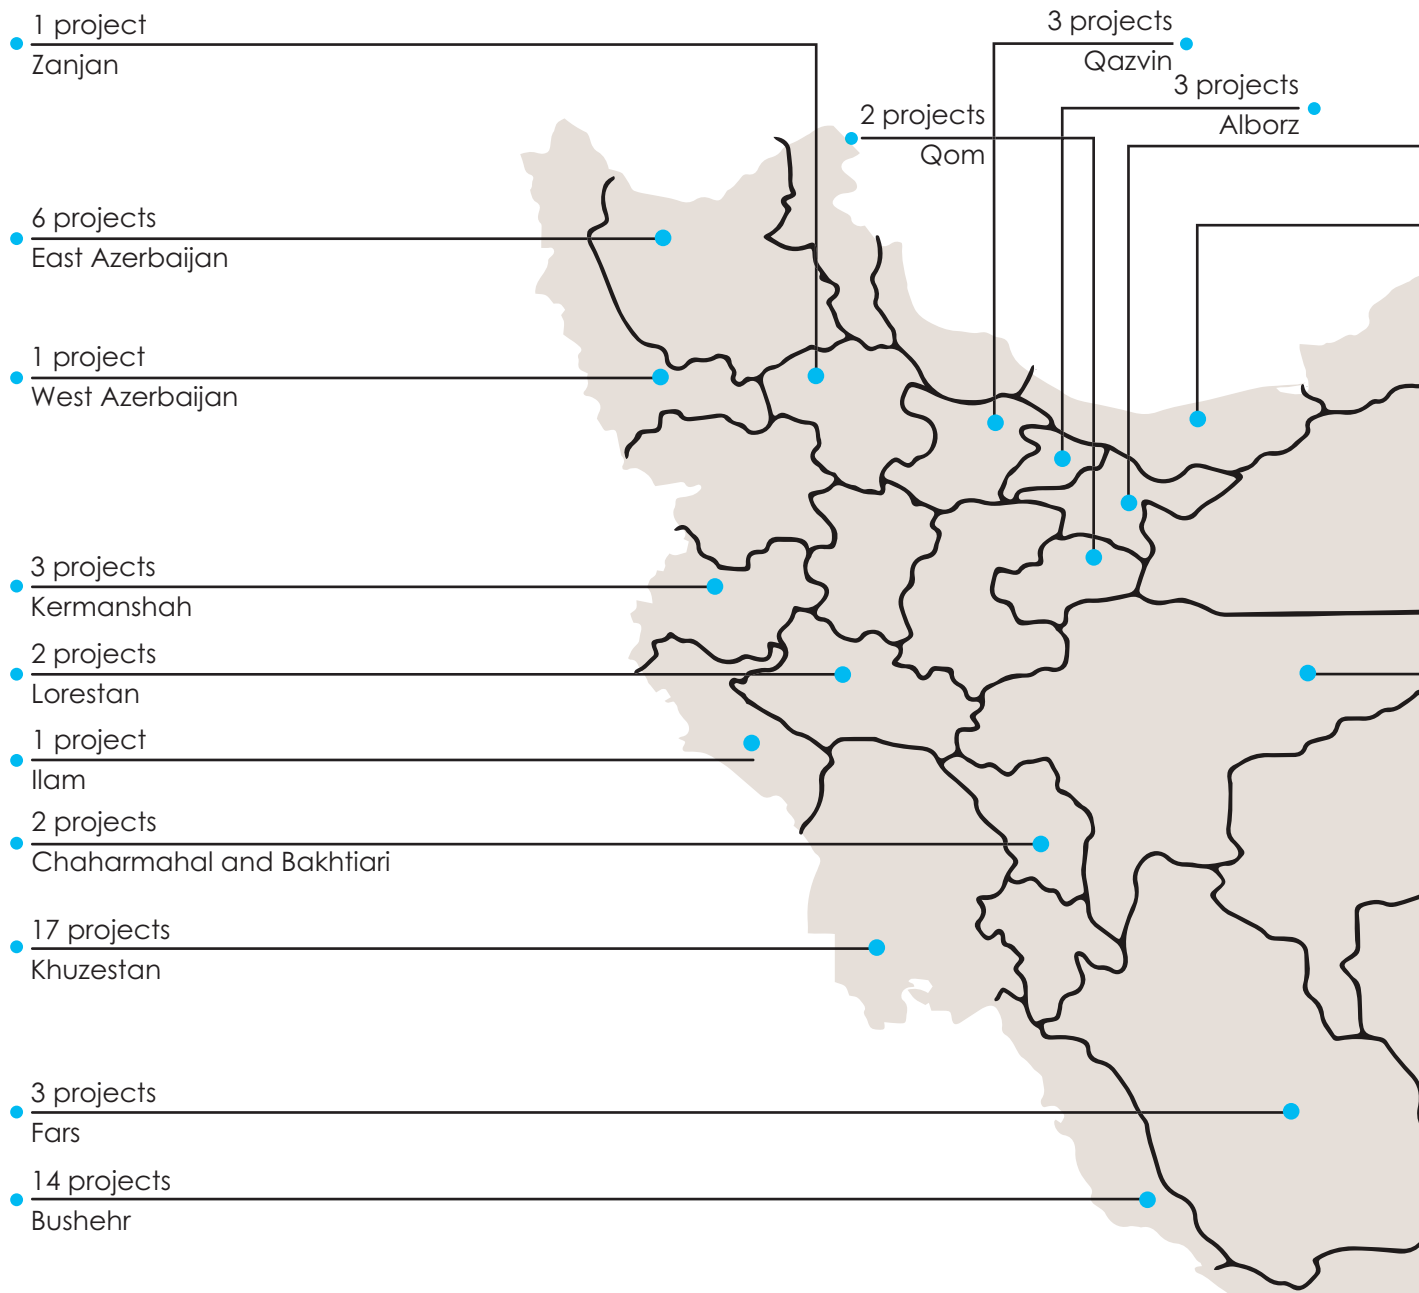 1 project
Zanjan
3 projects
Qazvin
3 projects
Alborz
2 projects
Qom
6 projects
East Azerbaijan
1 project
West Azerbaijan
3 projects
Kermanshah
2 projects
Lorestan
1 project
Ilam
2 projects
Chaharmahal and Bakhtiari
17 projects
Khuzestan
3 projects
Fars
14 projects
Bushehr